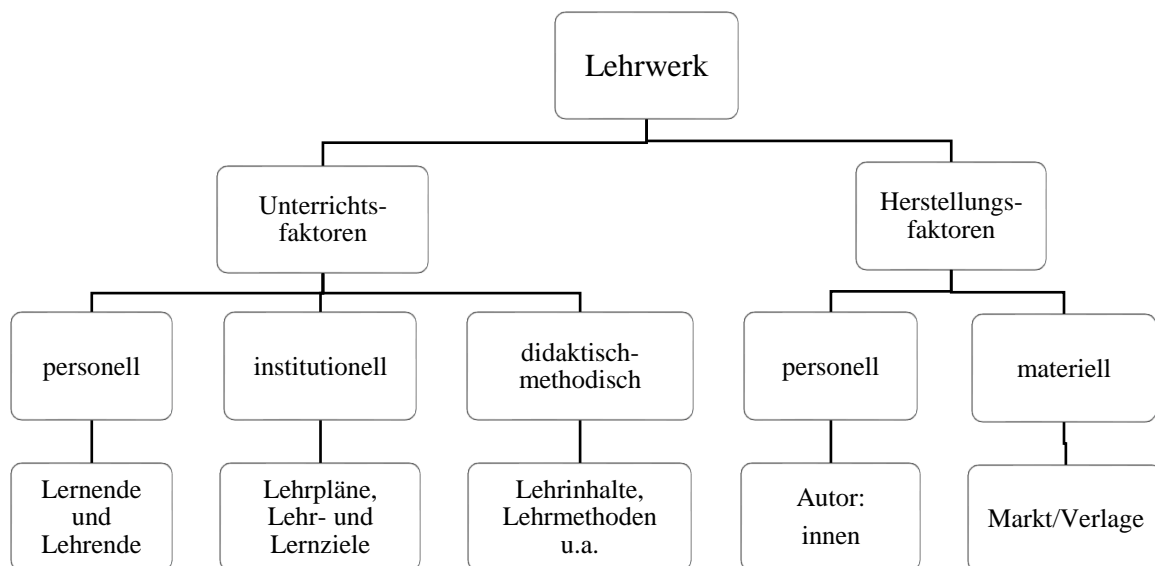 Lehrwerk
Unterrichts-
faktoren
Herstellungs-
faktoren
personell
institutionell
didaktisch-
methodisch
personell
materiell
Lernende
und
Lehrende
Lehrpläne,
Lehr- und
Lernziele
Lehrinhalte,
Lehrmethoden
u.a.
Autor:
innen
Markt/Verlage